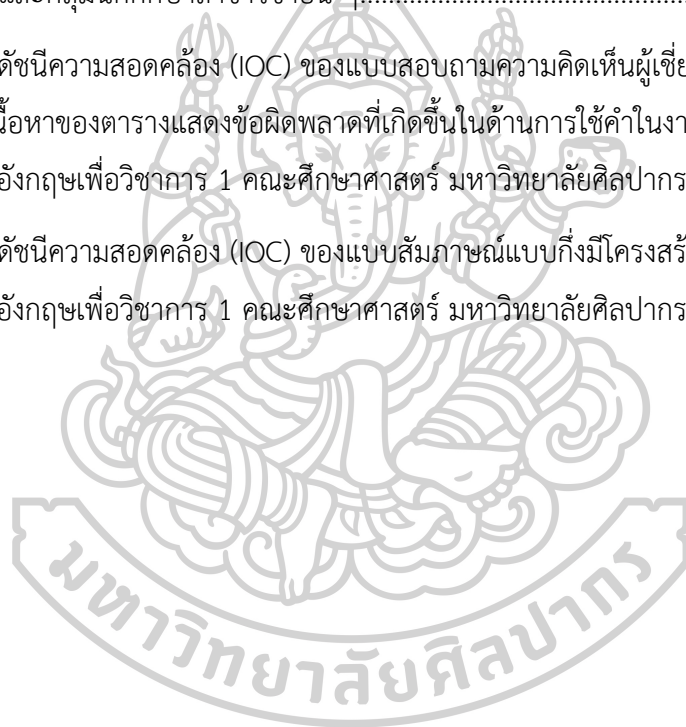 ดัชนีความสอดคล้อง (IOC) ของแบบสอบถามความคิดเห็นผู้เชี่ย
นื้อหาของตารางแสดงข้อผิดพลาดที่เกิดขึ้นในด้านการใช้คำในงา
อังกฤษเพื่อวิชาการ 1 คณะศึกษาศาสตร์ มหาวิทยาลัยศิลปากร
ดัชนีความสอดคล้อง (IOC) ของแบบสัมภาษณ์แบบกึ่งมีโครงสร้
อังกฤษเพื่อวิชาการ 1 คณะศึกษาศาสตร์ มหาวิทยาลัยศิลปากร
มหาวิทยาลัยศิลปากร